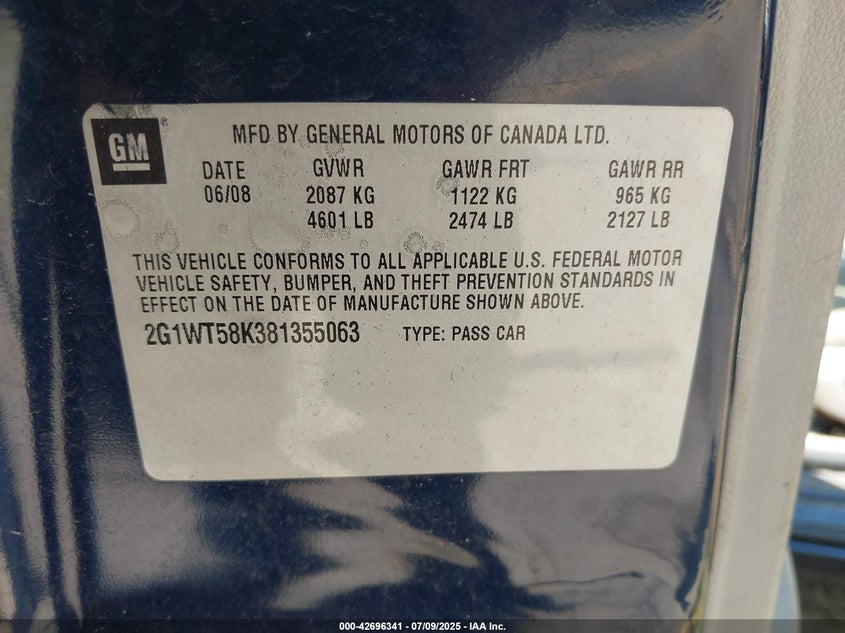 GM
®
MFD BY GENERAL MOTORS OF CANADA LTD.
DATE GVWR GAWR FRT GAWR RR
06/08 2087 KG 1122 KG 965 KG
4601 LB 2474 LB 2127 LB
THIS VEHICLE CONFORMS TO ALL APPLICABLE U.S. FEDERAL MOTOR
VEHICLE SAFETY, BUMPER, AND THEFT PREVENTION STANDARDS IN
EFFECT ON THE DATE OF MANUFACTURE SHOWN ABOVE.
2G1WT58K381355063 TYPE: PASS CAR
000-42696341 | 07/09/2025 - IAA Inc.